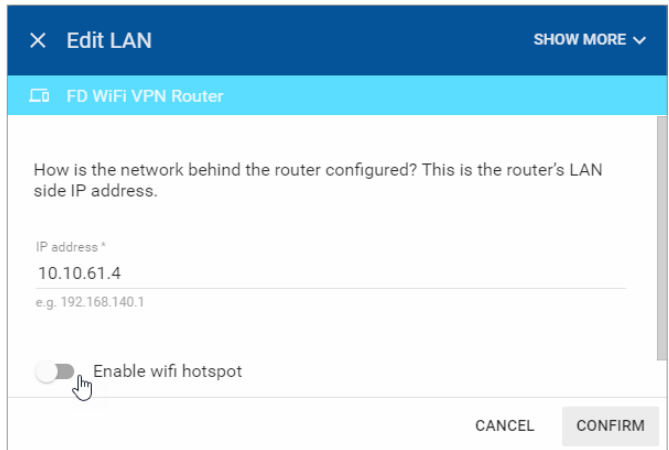 Edit LAN
SHOW MORE
FD WiFi VPN Router
How is the network behind the router configured? This is the router's LAN
side IP address.
IP address *
10.10.61.4
e.g. 192.168.140.1
Enable wifi hotspot
CANCEL
CONFIRM